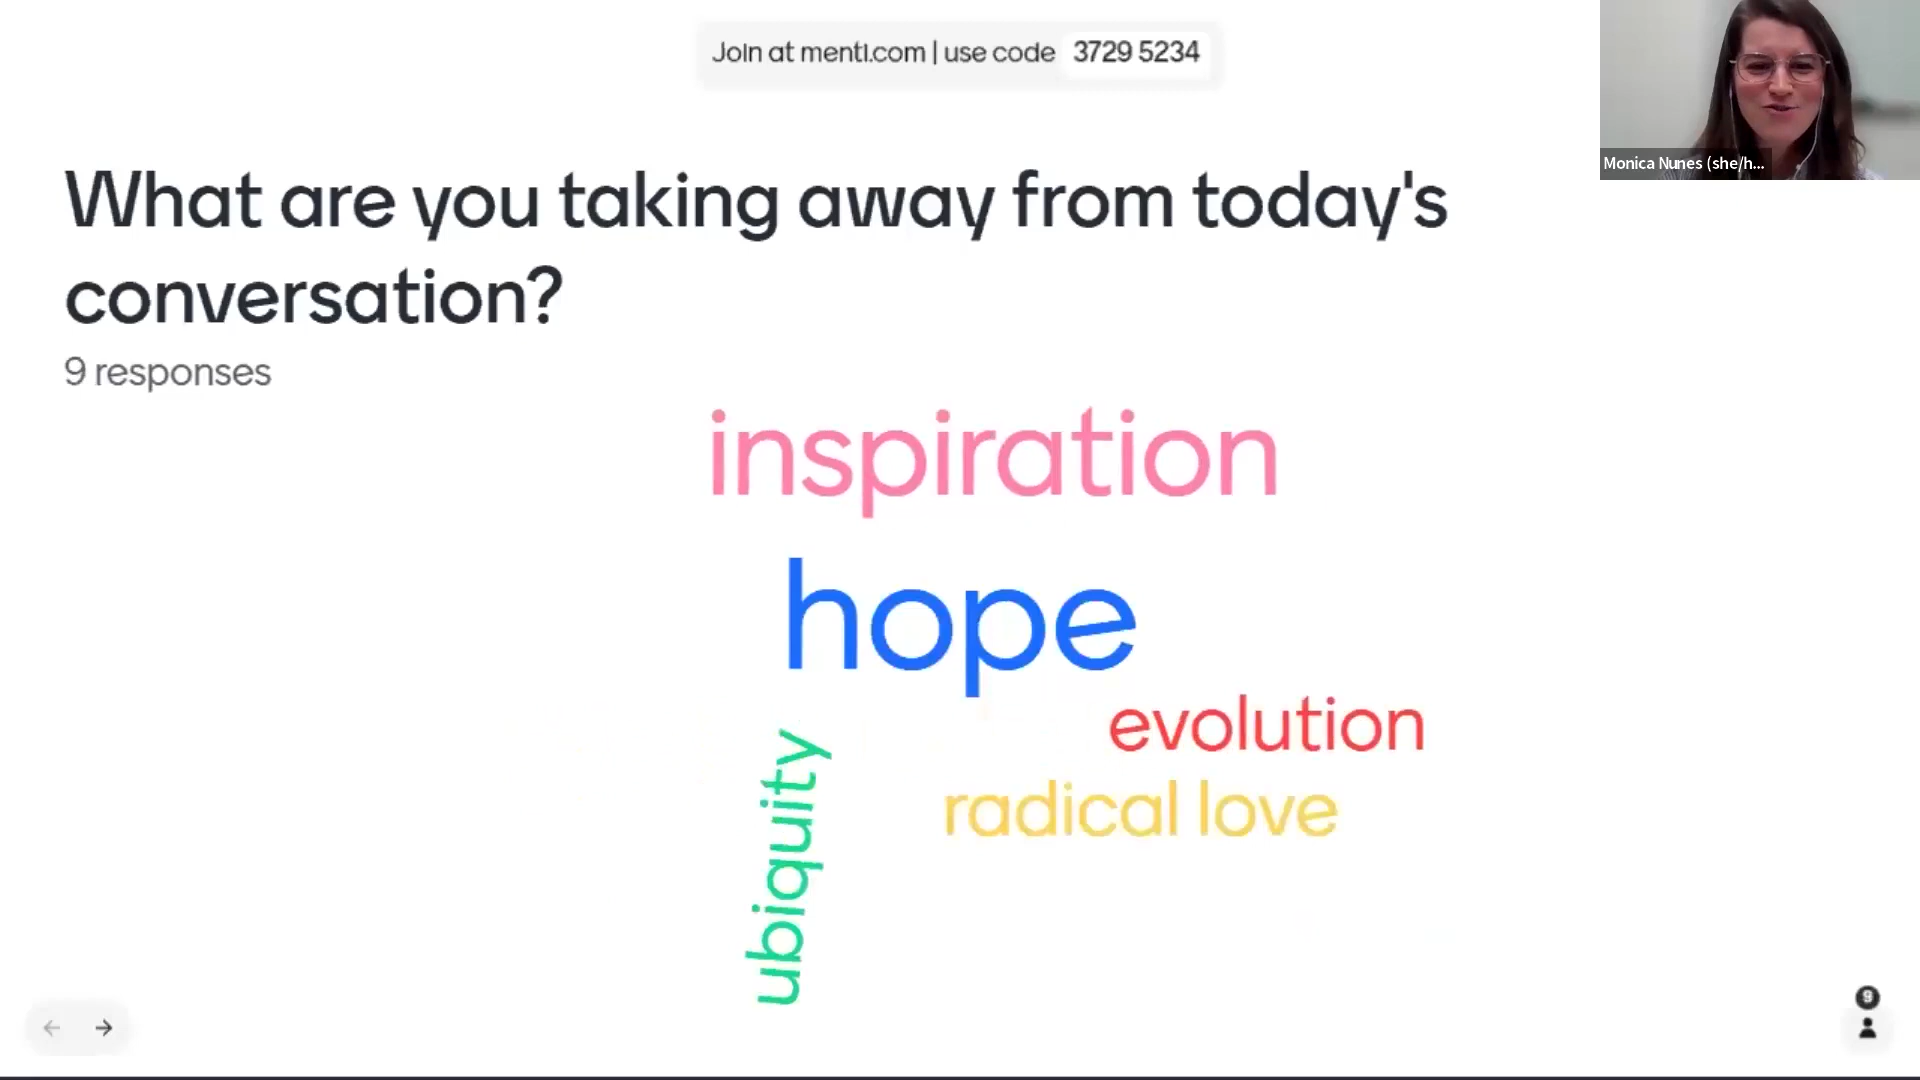 Join at menti.com | use code 3729 5234
Monica Nunes (she/h...
What are you taking away from today's
conversation?
9 responses
inspiration
hope
evolution
radical love
ubiquity
9